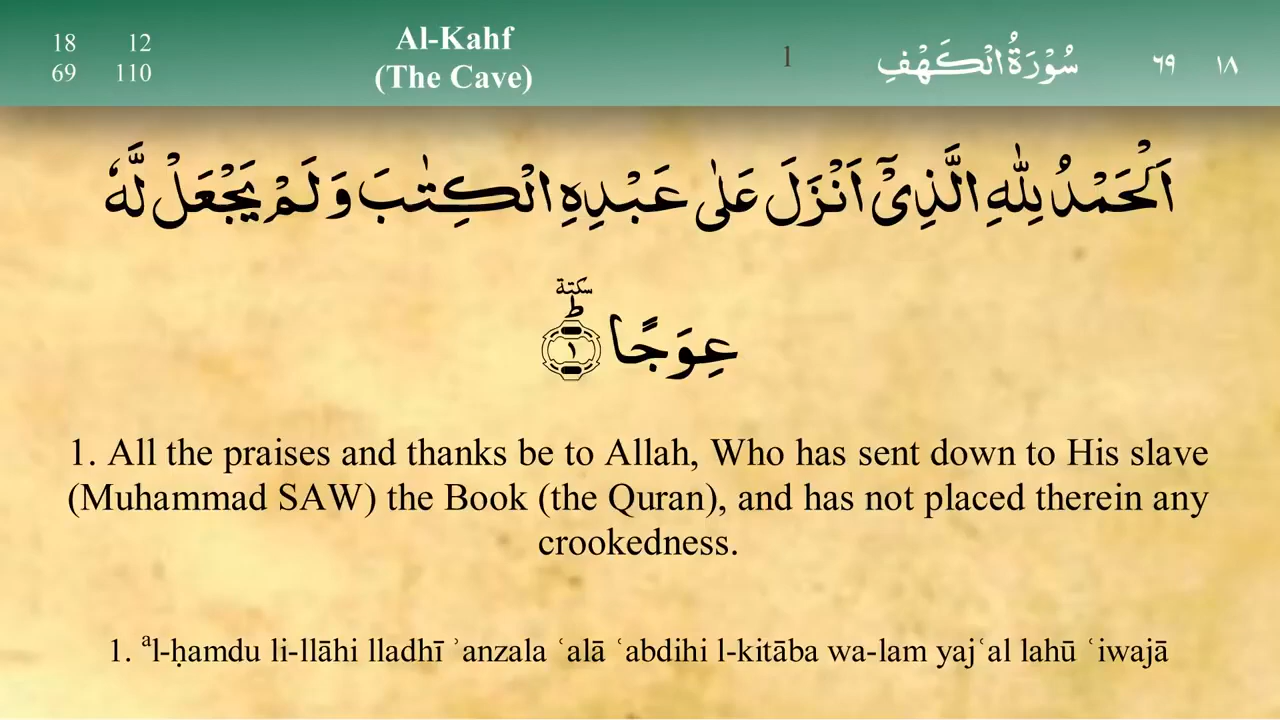 18 12
69 110
Al-Kahf
(The Cave)
1
سُوْرَةُ الْكَهْفِ
٦٩ ١٨
اَلْحَمْدُ لِلّٰهِ الَّذِىْۤ اَنْزَلَ عَلٰى عَبْدِهِ الْكِتٰبَ وَلَمْ يَجْعَلْ لَّهٗ
عِوَجًا ؕ سكتة ١
1. All the praises and thanks be to Allah, Who has sent down to His slave
(Muhammad SAW) the Book (the Quran), and has not placed therein any
crookedness.
1. ᵃl-ḥamdu li-llāhi lladhī ʾanzala ʿalā ʿabdihi l-kitāba wa-lam yajʿal lahū ʿiwajā